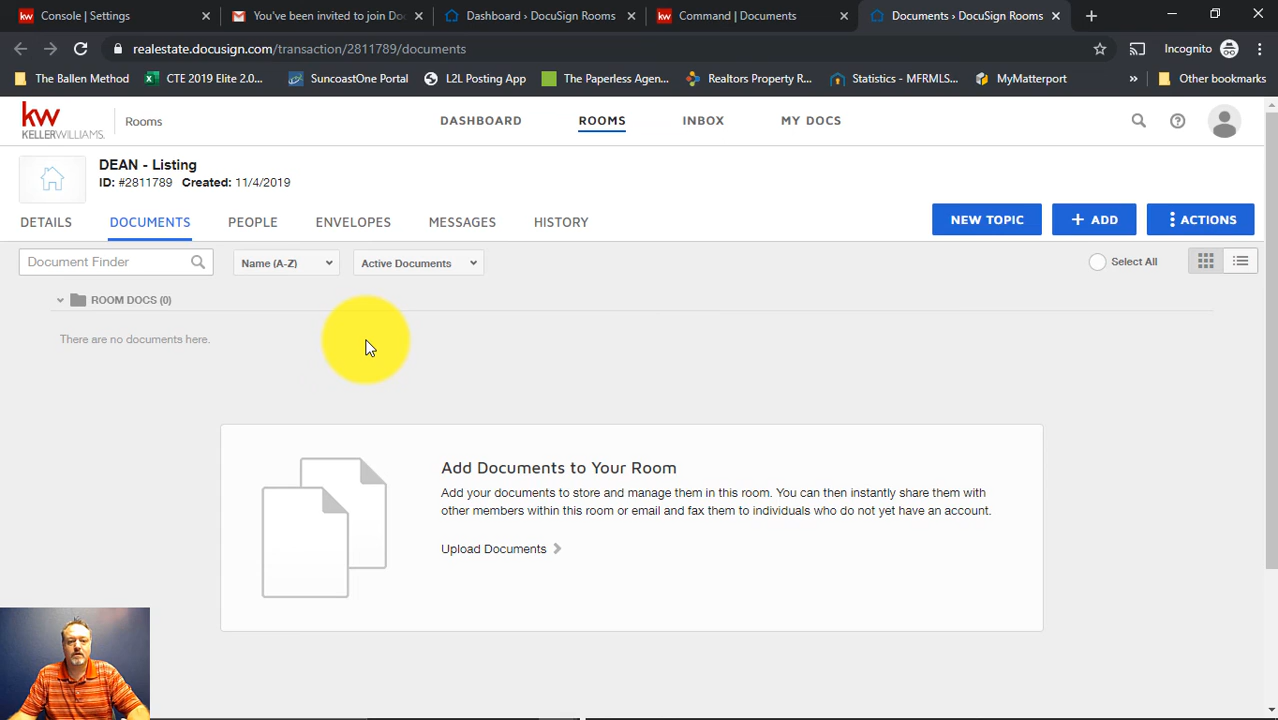 Console | Settings
You've been invited to join Doc
Dashboard › DocuSign Rooms
Command | Documents
Documents › DocuSign Rooms
realestate.docusign.com/transaction/2811789/documents
Incognito
The Ballen Method
CTE 2019 Elite 2.0...
SuncoastOne Portal
L2L Posting App
The Paperless Agen...
Realtors Property R...
Statistics - MFRMLS...
MyMatterport
»
Other bookmarks
kw
KELLERWILLIAMS.
Rooms
DASHBOARD
ROOMS
INBOX
MY DOCS
DEAN - Listing
ID: #2811789 Created: 11/4/2019
DETAILS
DOCUMENTS
PEOPLE
ENVELOPES
MESSAGES
HISTORY
NEW TOPIC
+ ADD
ACTIONS
Document Finder
Name (A-Z)
Active Documents
Select All
ROOM DOCS (0)
There are no documents here.
Add Documents to Your Room
Add your documents to store and manage them in this room. You can then instantly share them with
other members within this room or email and fax them to individuals who do not yet have an account.
Upload Documents